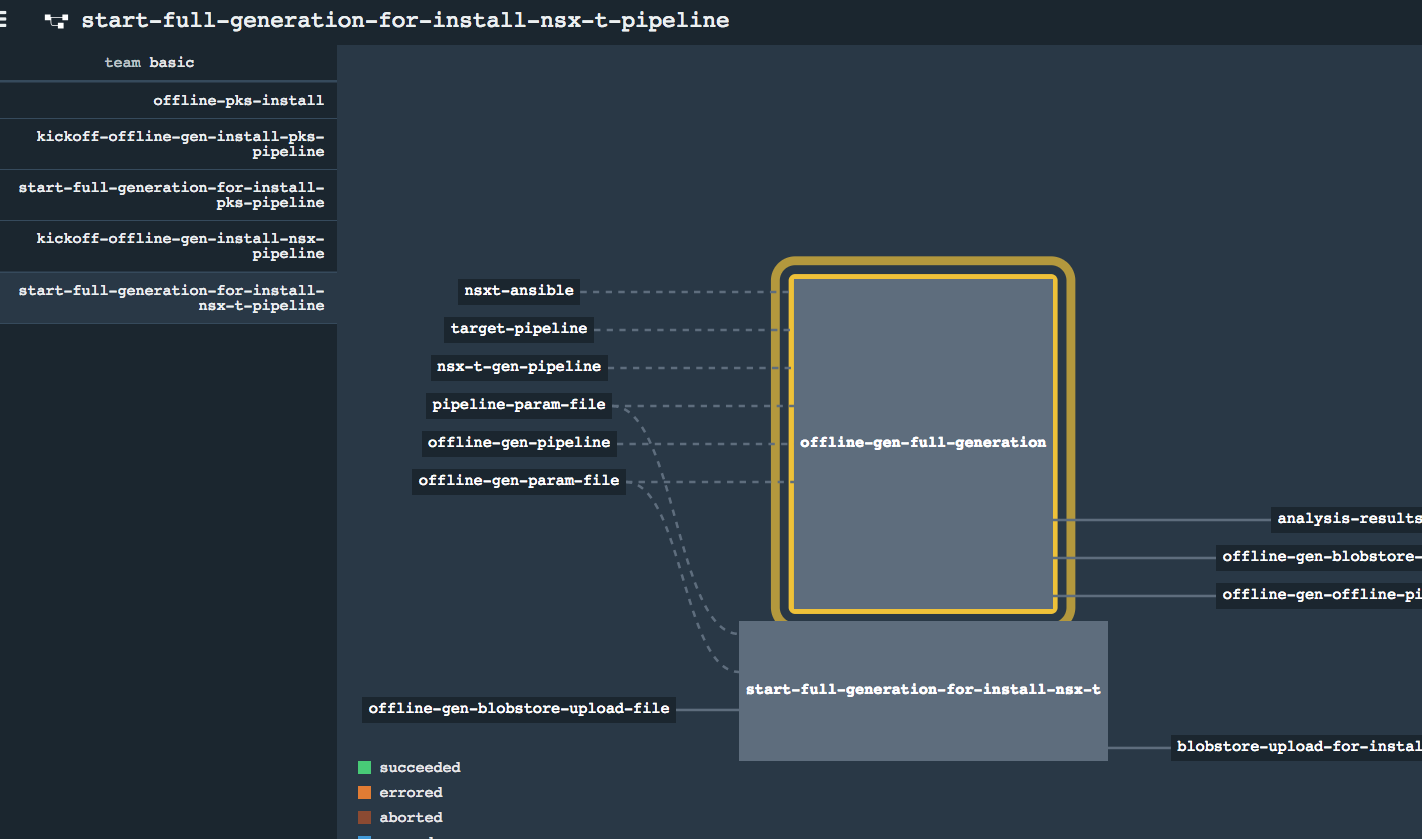 start-full-generation-for-install-nsx-t-pipeline
team basic
offline-pks-install
kickoff-offline-gen-install-pks-
pipeline
start-full-generation-for-install-
pks-pipeline
kickoff-offline-gen-install-nsx-
pipeline
start-full-generation-for-install-
nsx-t-pipeline
nsxt-ansible
target-pipeline
nsx-t-gen-pipeline
pipeline-param-file
offline-gen-pipeline
offline-gen-param-file
offline-gen-full-generation
analysis-results
offline-gen-blobstore-
offline-gen-offline-pi
start-full-generation-for-install-nsx-t
offline-gen-blobstore-upload-file
blobstore-upload-for-instal
succeeded
errored
aborted